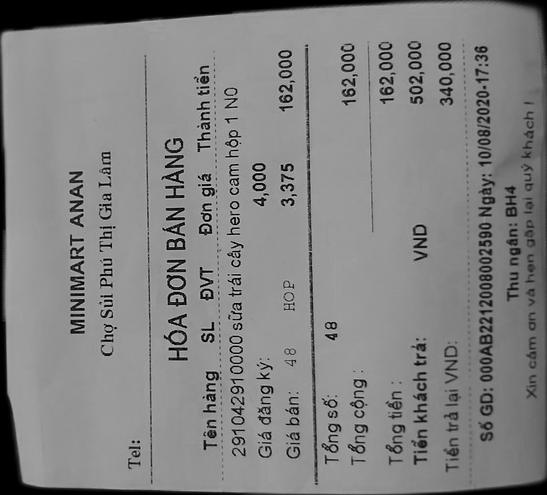 MINIMART ANAN
Chợ Sủi Phú Thị Gia Lâm
Tel:
HÓA ĐƠN BÁN HÀNG
Tên hàng SL ĐVT Đơn giá Thành tiền
291042910000 sữa trái cây hero cam hộp 1 NO
Giá đăng ký: 4,000
Giá bán: 48 HOP 3,375 162,000
Tổng số: 48 162,000
Tổng cộng :
Tổng tiền : 162,000
Tiền khách trả: VND 502,000
Tiền trả lại VND: 340,000
Số GD: 000AB2212008002590 Ngày: 10/08/2020-17:36
Thu ngân: BH4
Xin cảm ơn và hẹn gặp lại quý khách !